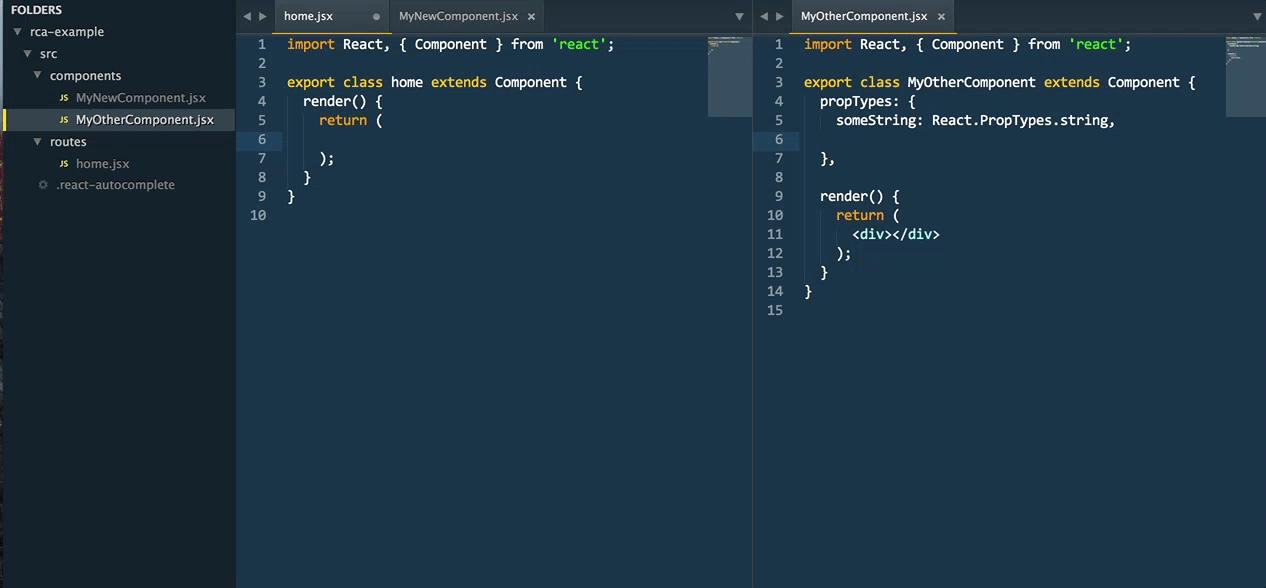 FOLDERS
rca-example
src
components
JS MyNewComponent.jsx
JS MyOtherComponent.jsx
routes
JS home.jsx
.react-autocomplete
home.jsx
MyNewComponent.jsx ×
1 import React, { Component } from 'react';
2
3 export class home extends Component {
4 render() {
5 return (
6
7 );
8 }
9 }
10
MyOtherComponent.jsx ×
1 import React, { Component } from 'react';
2
3 export class MyOtherComponent extends Component {
4 propTypes: {
5 someString: React.PropTypes.string,
6
7 },
8
9 render() {
10 return (
11 <div></div>
12 );
13 }
14 }
15